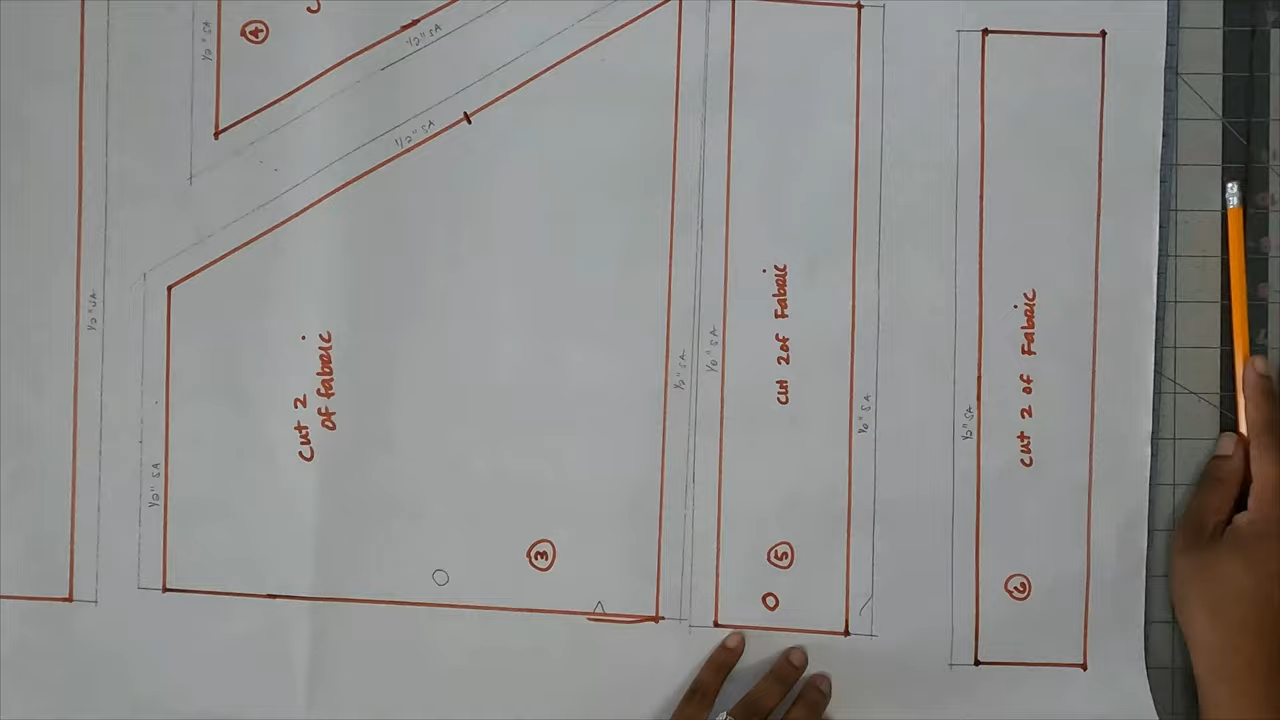 1/2" SA
4
1/2" SA
1/2" SA
1/2" SA
1/2" SA
cut 2
of fabric
3
1/2" SA
1/2" SA
cut 2 of Fabric
5
1/2" SA
1/2" SA
cut 2 of Fabric
6